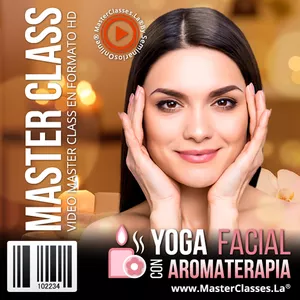 MASTER CLASS
VIDEO MASTER CLASS EN FORMATO HD
SeminariosOnline® by MasterClasses.La®
102234
YOGA FACIAL
CON AROMATERAPIA
www.MasterClasses.La®